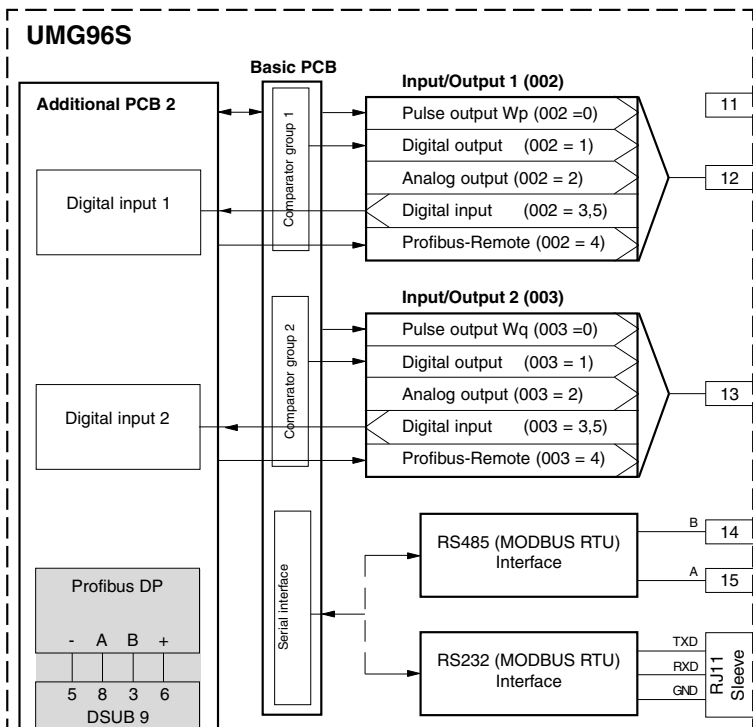 UMG96S
Basic PCB
Additional PCB 2
Digital input 1
Digital input 2
Profibus DP
- A B +
5 8 3 6
DSUB 9
Comparator group 1
Comparator group 2
Serial interface
Input/Output 1 (002)
Pulse output Wp (002 =0)
Digital output (002 = 1)
Analog output (002 = 2)
Digital input (002 = 3,5)
Profibus-Remote (002 = 4)
11
12
Input/Output 2 (003)
Pulse output Wq (003 =0)
Digital output (003 = 1)
Analog output (003 = 2)
Digital input (003 = 3,5)
Profibus-Remote (003 = 4)
13
RS485 (MODBUS RTU)
Interface
B 14
A 15
RS232 (MODBUS RTU)
Interface
TXD
RXD
GND
RJ11
Sleeve